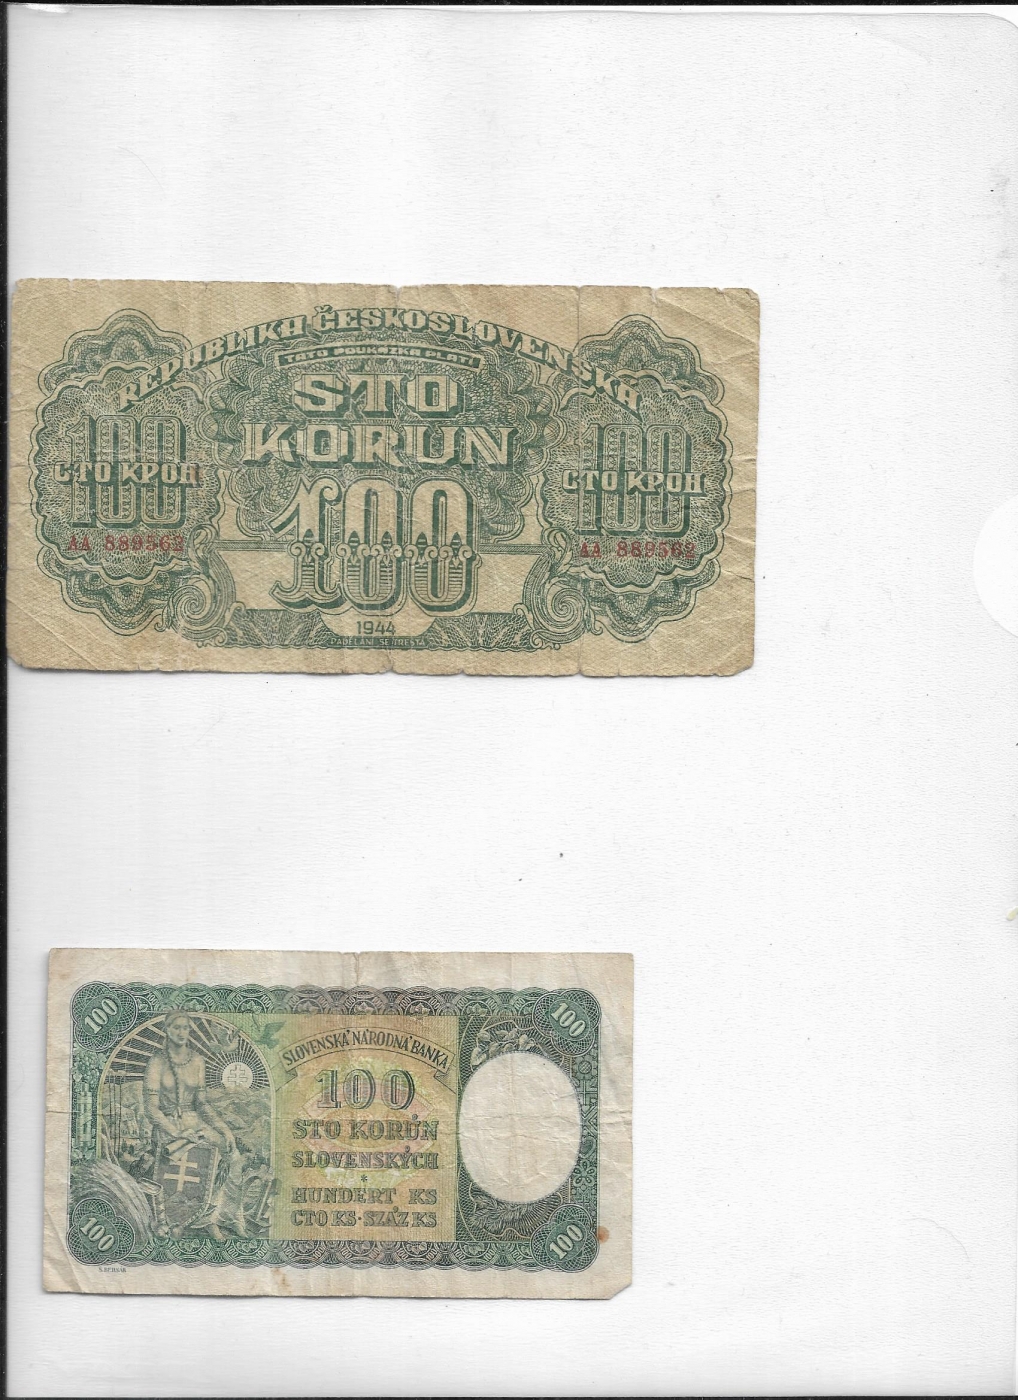 REPUBLIKA ČESKOSLOVENSKA
TATO POUKÁZKA PLATÍ
STO
KORUN
100 100
СТО КРОН СТО КРОН
100
AA 889562 AA 889562
1944
PADĚLÁNÍ SE TRESTÁ
100 100
SLOVENSKÁ NÁRODNÁ BANKA
100
STO KORÚN
SLOVENSKÝCH
*
HUNDERT KS
СТО KS · SZÁZ KS
100 100
Š. BEDNÁR